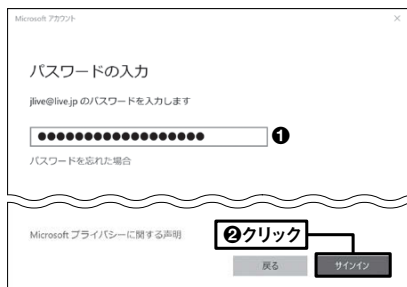 Microsoft アカウント
パスワードの入力
jlive@live.jp のパスワードを入力します
●●●●●●●●●●●●●●●●●● ❶
パスワードを忘れた場合
Microsoft プライバシーに関する声明
❷クリック
戻る
サインイン